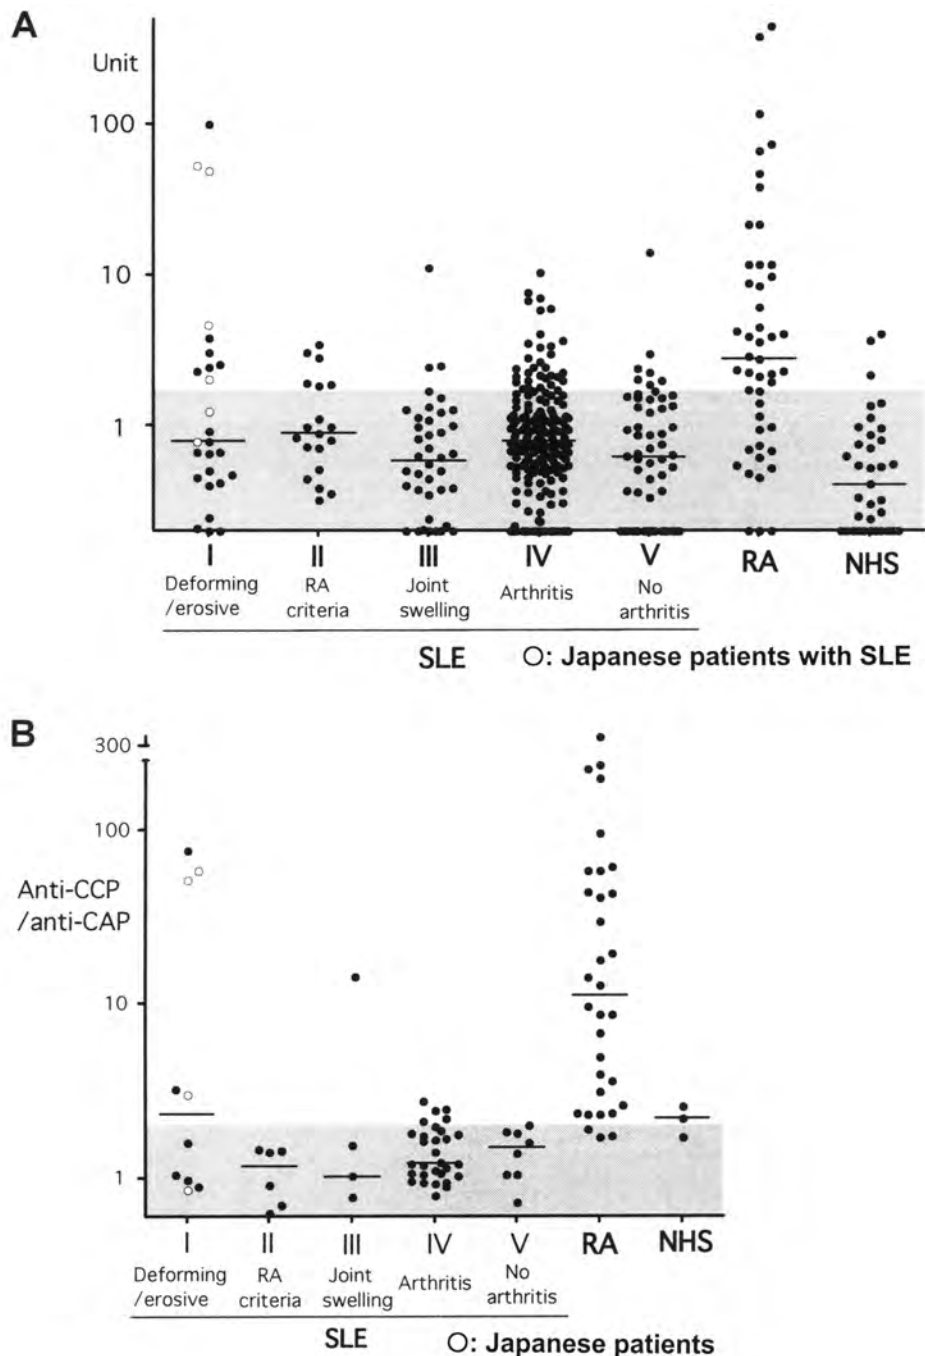 A
Unit
100
10
1
I II III IV V RA NHS
Deforming /erosive
RA criteria
Joint swelling
Arthritis
No arthritis
SLE
O: Japanese patients with SLE
B
300
100
Anti-CCP
/anti-CAP
10
1
I II III IV V RA NHS
Deforming /erosive
RA criteria
Joint swelling
Arthritis
No arthritis
SLE
O: Japanese patients